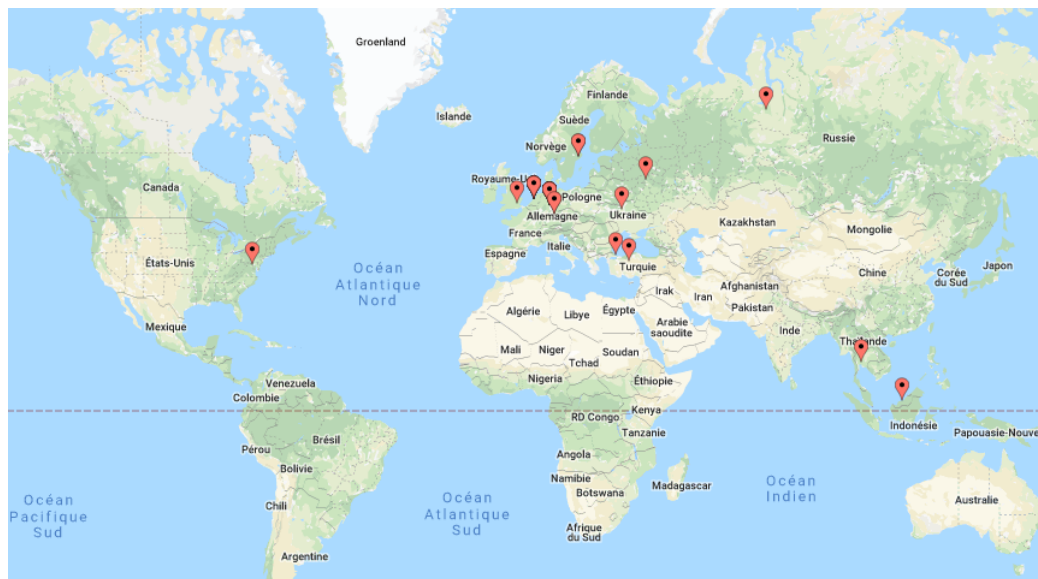 Groenland
Islande
Finlande
Suède
Norvège
Russie
Canada
Royaume-U
Pologne
Allemagne
Ukraine
France
Kazakhstan
Mongolie
États-Unis
Espagne
Italie
Turquie
Chine
Corée
du Sud
Japon
Océan
Atlantique
Nord
Irak
Iran
Afghanistan
Pakistan
Algérie
Libye
Égypte
Arabie
saoudite
Inde
Mexique
Mali
Niger
Tchad
Soudan
Thaïlande
Venezuela
Colombie
Nigeria
Éthiopie
RD Congo
Kenya
Tanzanie
Indonésie
Papouasie-Nouve
Pérou
Brésil
Bolivie
Angola
Namibie
Botswana
Madagascar
Océan
Indien
Océan
Pacifique
Sud
Océan
Atlantique
Sud
Chili
Australie
Afrique
du Sud
Argentine